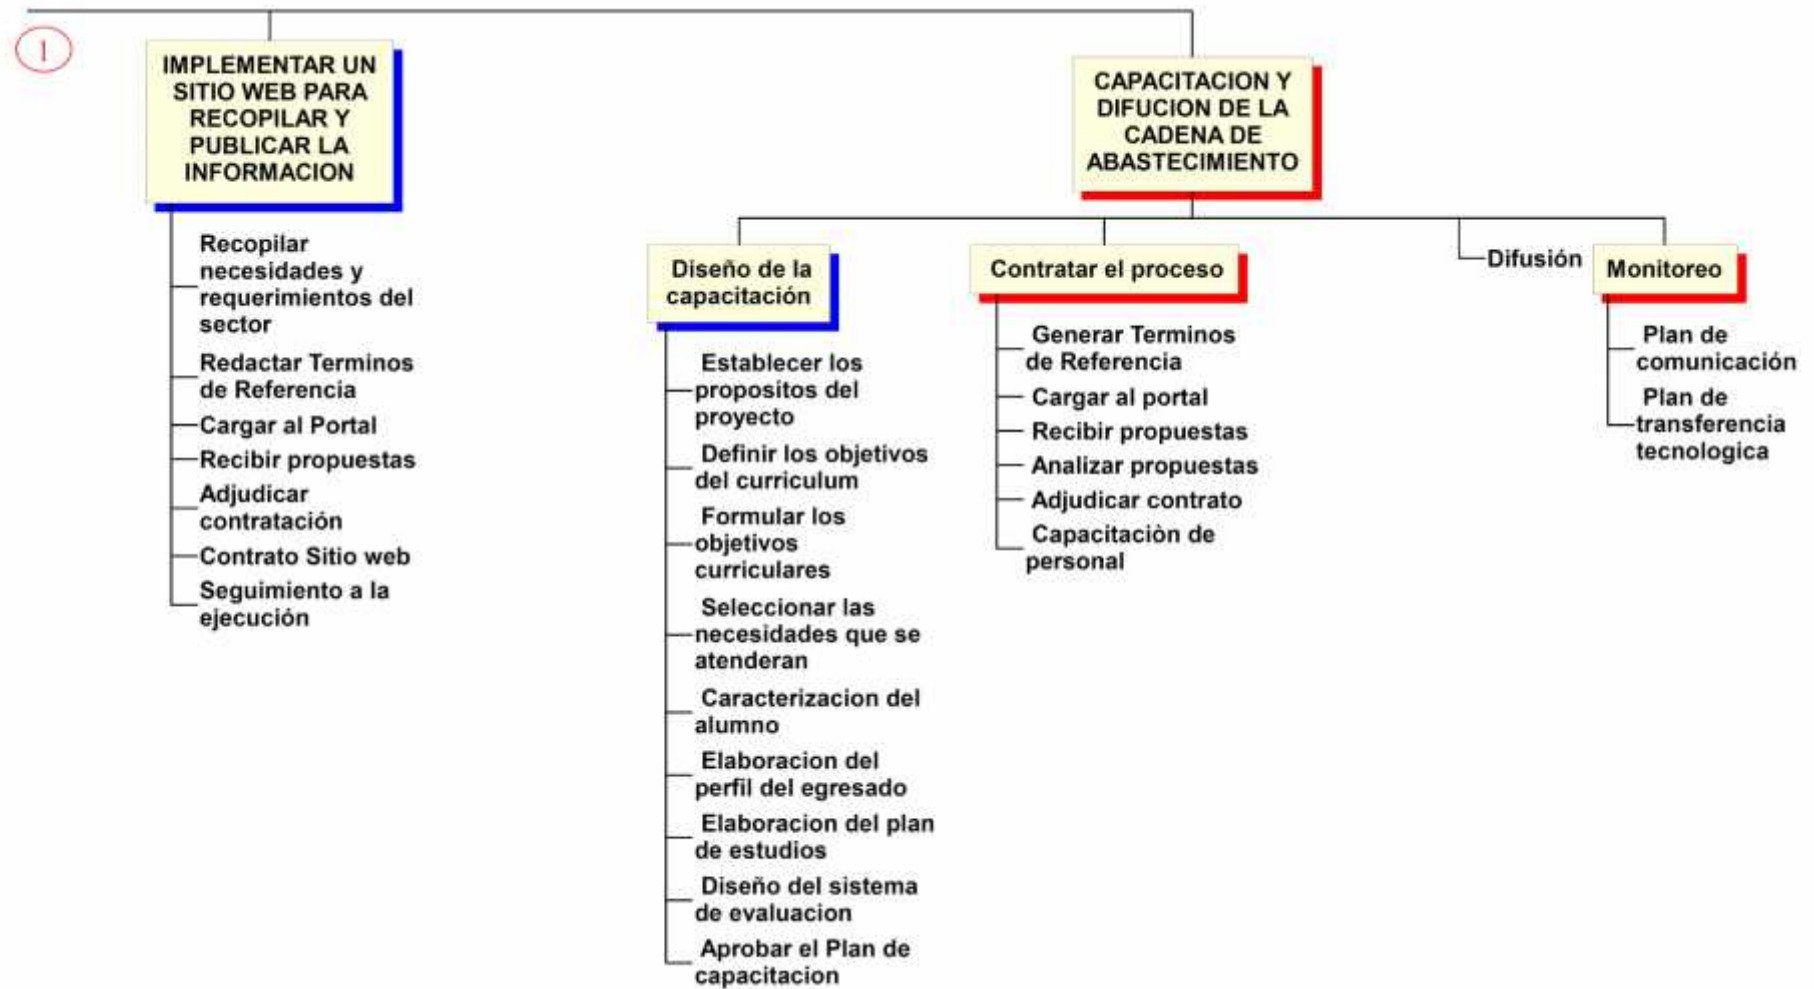 1
IMPLEMENTAR UN
SITIO WEB PARA
RECOPILAR Y
PUBLICAR LA
INFORMACION
Recopilar
necesidades y
requerimientos del
sector
Redactar Terminos
de Referencia
Cargar al Portal
Recibir propuestas
Adjudicar
contratación
Contrato Sitio web
Seguimiento a la
ejecución
CAPACITACION Y
DIFUCION DE LA
CADENA DE
ABASTECIMIENTO
Diseño de la
capacitación
Establecer los
propositos del
proyecto
Definir los objetivos
del curriculum
Formular los
objetivos
curriculares
Seleccionar las
necesidades que se
atenderan
Caracterizacion del
alumno
Elaboracion del
perfil del egresado
Elaboracion del plan
de estudios
Diseño del sistema
de evaluacion
Aprobar el Plan de
capacitacion
Contratar el proceso
Generar Terminos
de Referencia
Cargar al portal
Recibir propuestas
Analizar propuestas
Adjudicar contrato
Capacitaciòn de
personal
Difusión
Monitoreo
Plan de
comunicación
Plan de
transferencia
tecnologica